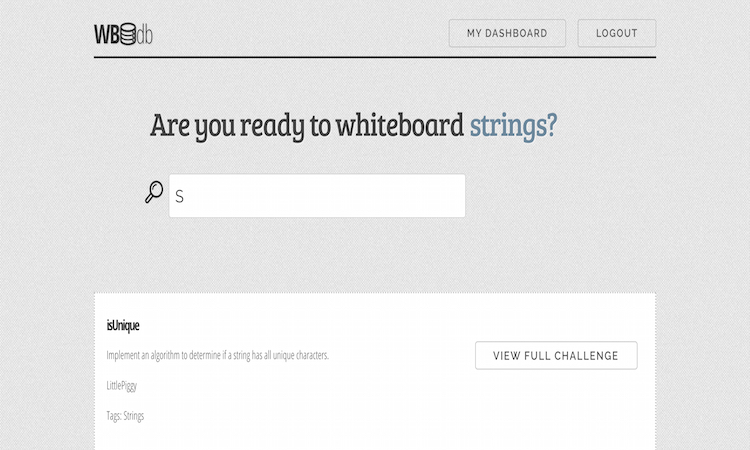 WBdb
MY DASHBOARD
LOGOUT
Are you ready to whiteboard strings?
S
isUnique
Implement an algorithm to determine if a string has all unique characters.
VIEW FULL CHALLENGE
LittlePiggy
Tags: Strings